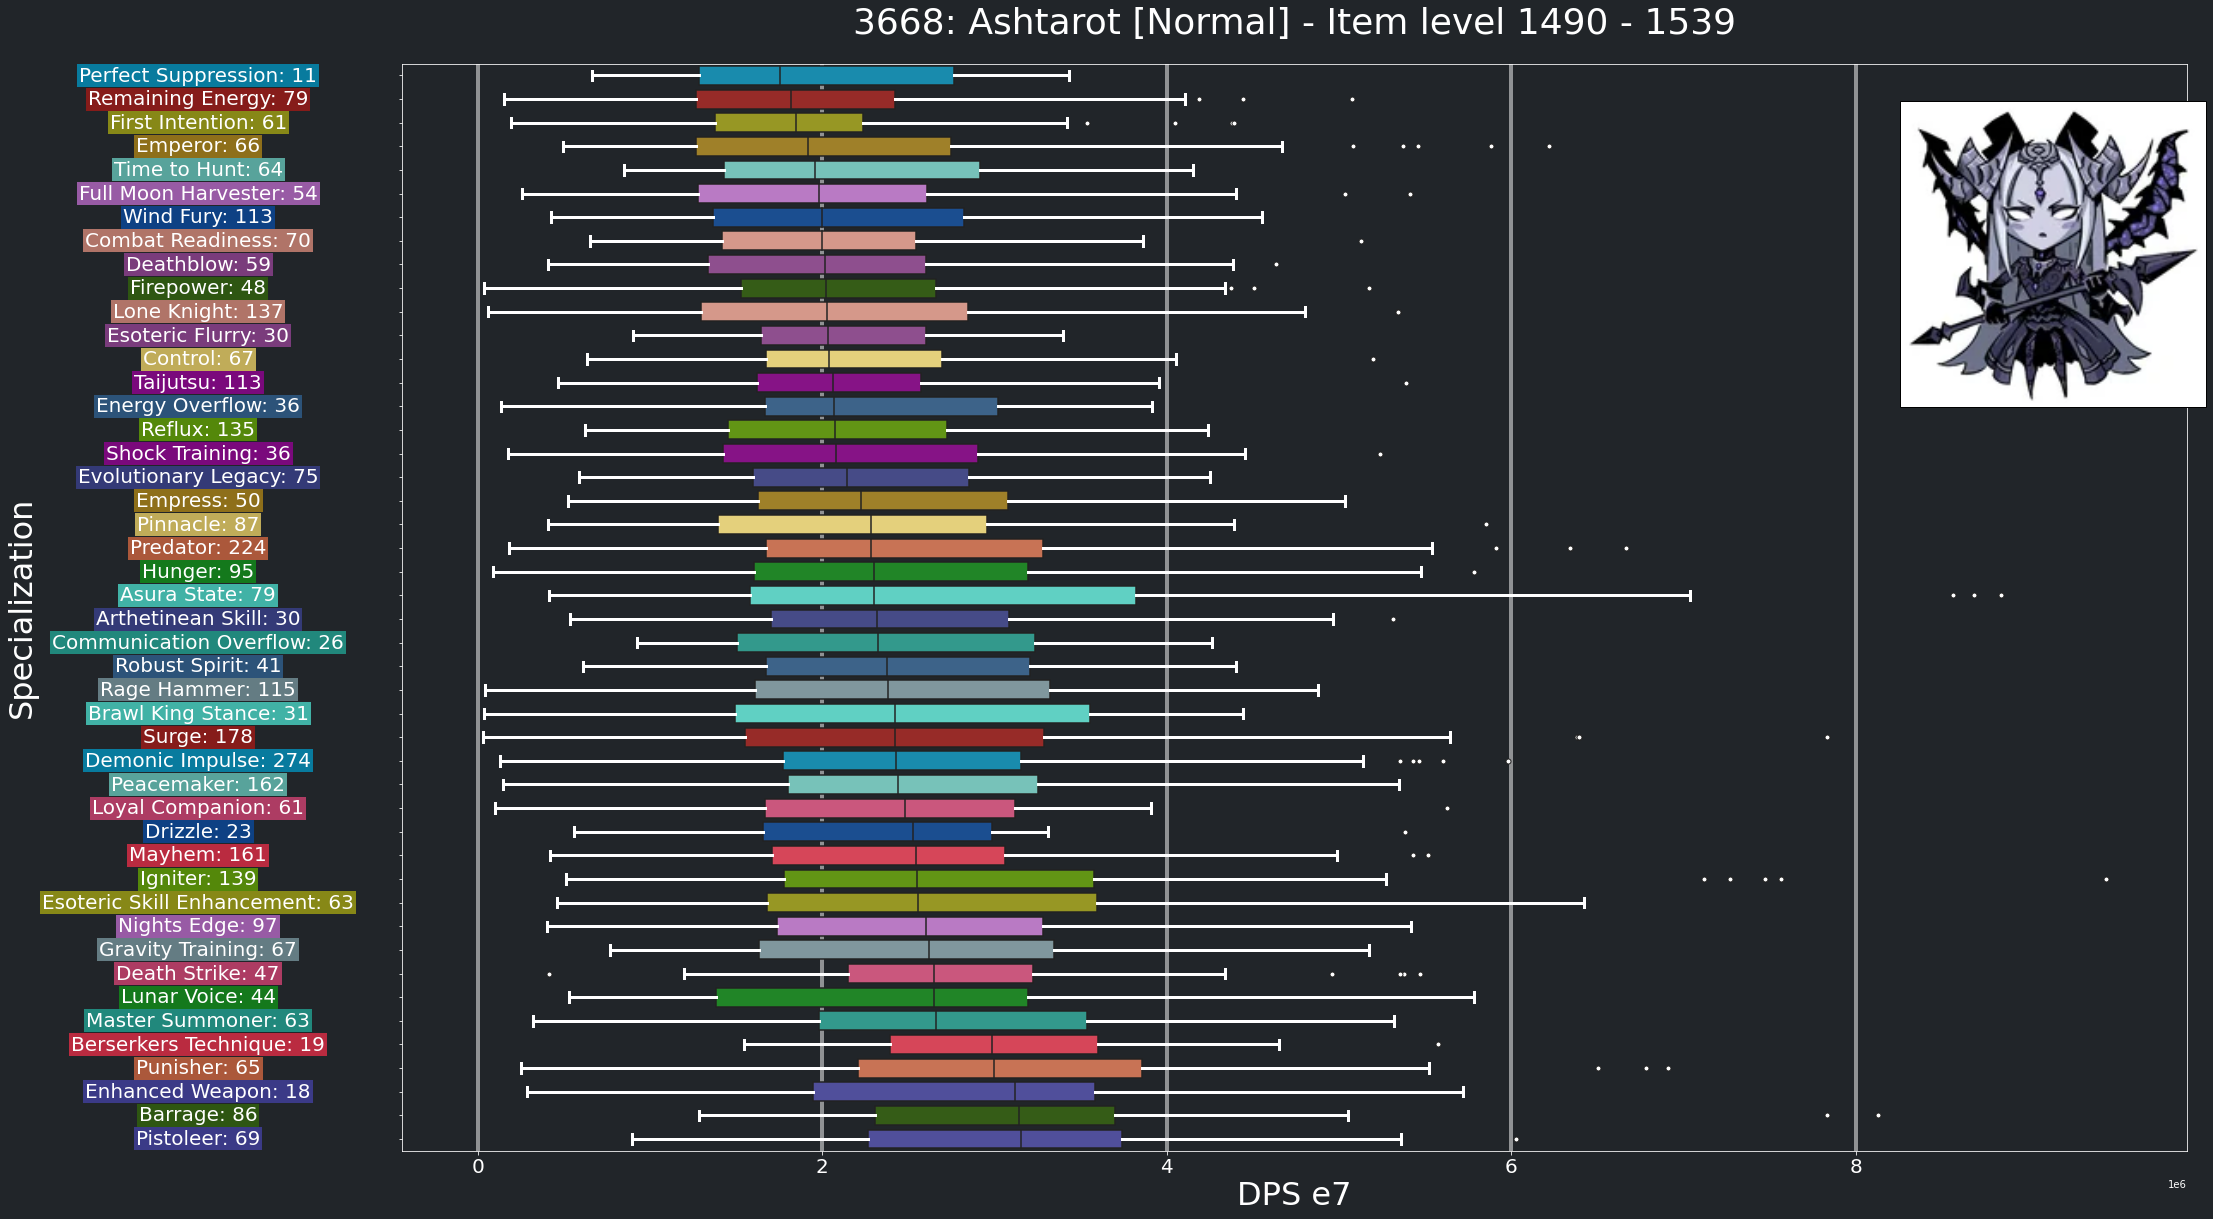 3668: Ashtarot [Normal] - Item level 1490 - 1539
Perfect Suppression: 11
Remaining Energy: 79
First Intention: 61
Emperor: 66
Time to Hunt: 64
Full Moon Harvester: 54
Wind Fury: 113
Combat Readiness: 70
Deathblow: 59
Firepower: 48
Lone Knight: 137
Esoteric Flurry: 30
Control: 67
Taijutsu: 113
Energy Overflow: 36
Reflux: 135
Shock Training: 36
Evolutionary Legacy: 75
Empress: 50
Pinnacle: 87
Predator: 224
Hunger: 95
Asura State: 79
Arthetinean Skill: 30
Communication Overflow: 26
Robust Spirit: 41
Rage Hammer: 115
Brawl King Stance: 31
Surge: 178
Demonic Impulse: 274
Peacemaker: 162
Loyal Companion: 61
Drizzle: 23
Mayhem: 161
Igniter: 139
Esoteric Skill Enhancement: 63
Nights Edge: 97
Gravity Training: 67
Death Strike: 47
Lunar Voice: 44
Master Summoner: 63
Berserkers Technique: 19
Punisher: 65
Enhanced Weapon: 18
Barrage: 86
Pistoleer: 69
Specialization
0 2 4 6 8
DPS e7
1e6